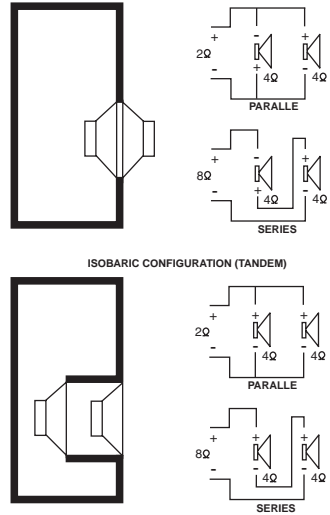 + - +
2Ω
- + -
4Ω 4Ω
PARALLE
+ - +
8Ω
- + -
4Ω 4Ω
SERIES
ISOBARIC CONFIGURATION (TANDEM)
+ + +
2Ω
- - -
4Ω 4Ω
PARALLE
+ + +
8Ω
- - -
4Ω 4Ω
SERIES